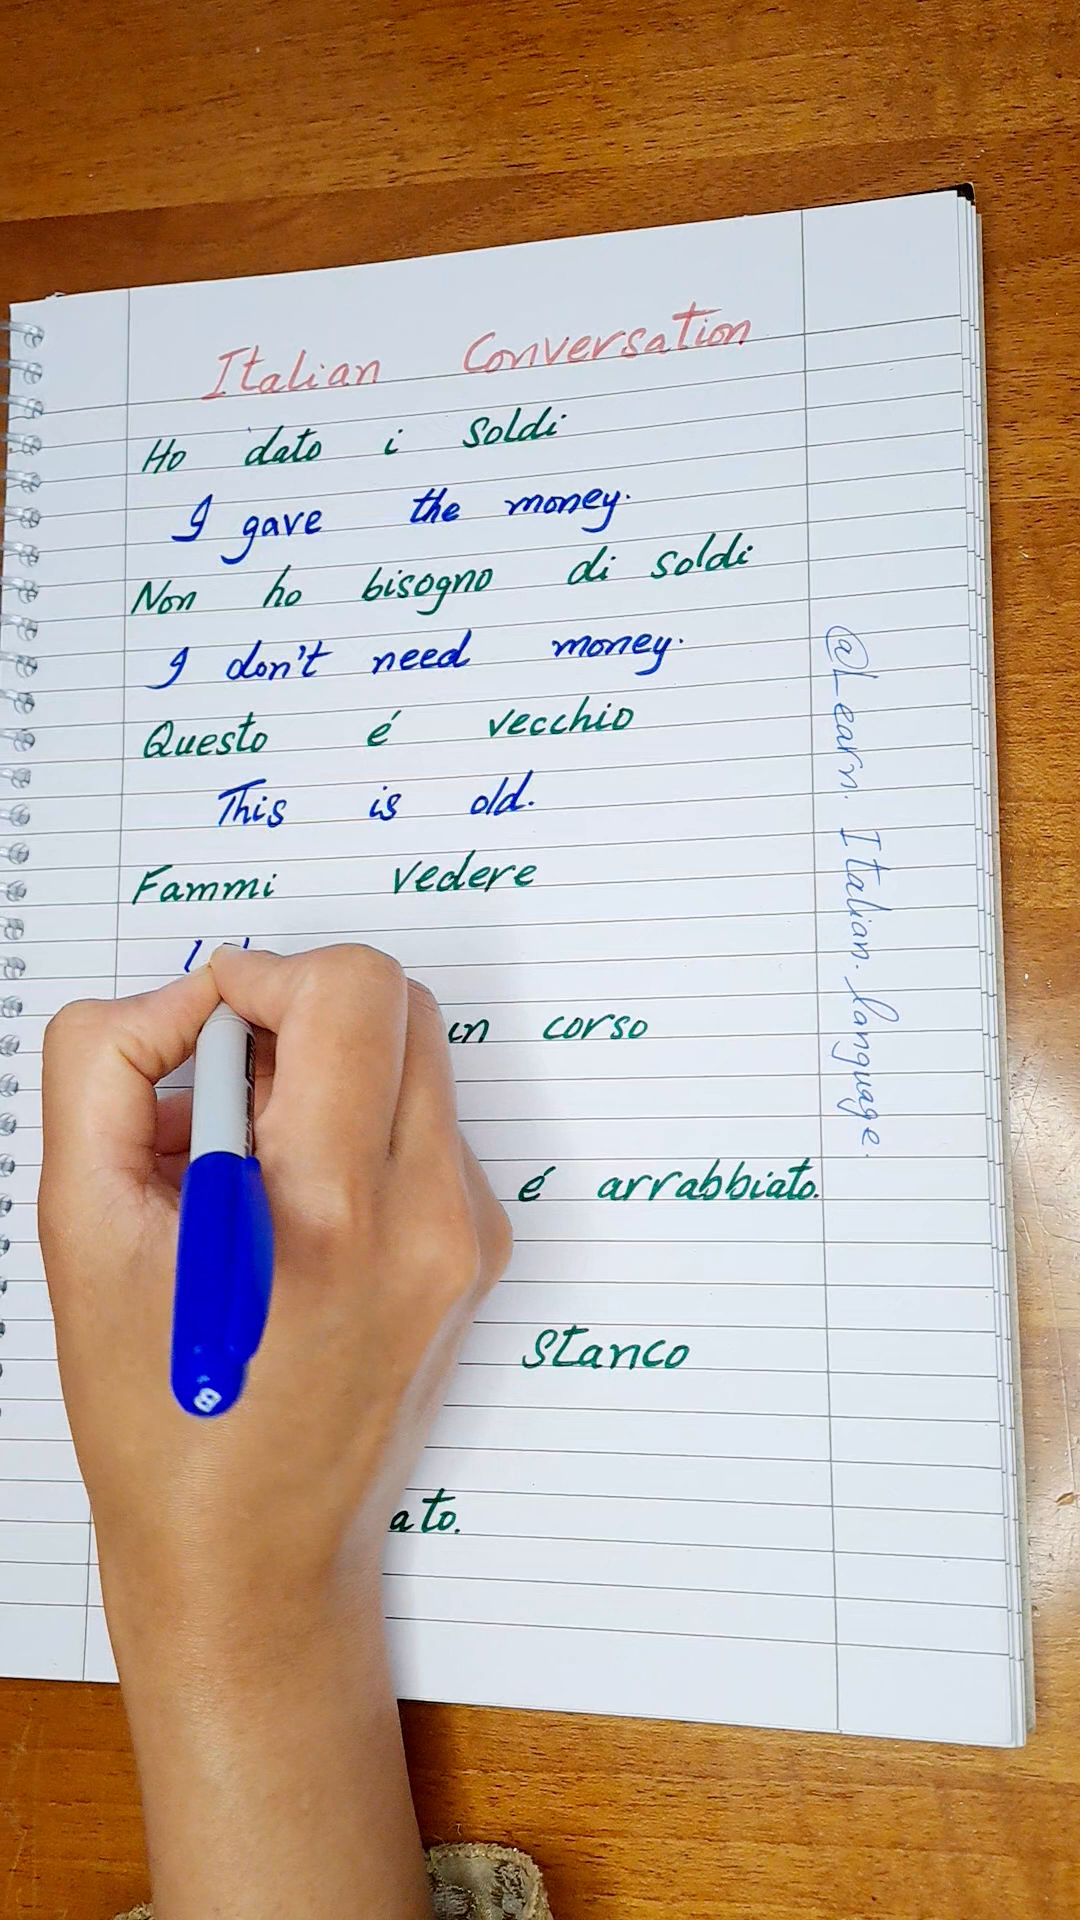 Italian Conversation
Ho dato i soldi
I gave the money.
Non ho bisogno di soldi
I don't need money.
Questo é vecchio
This is old.
Fammi vedere
in corso
é arrabbiato.
Stanco
@Learn. Italian. language.